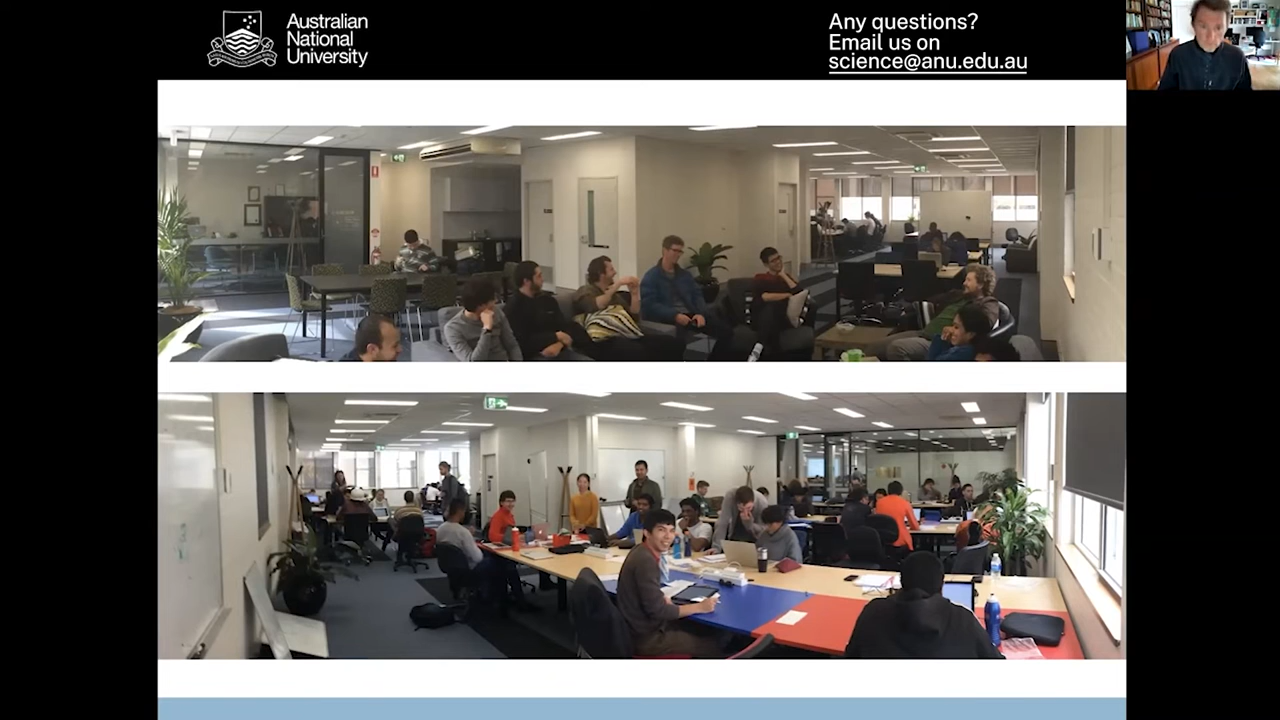 Australian
National
University
Any questions?
Email us on
science@anu.edu.au